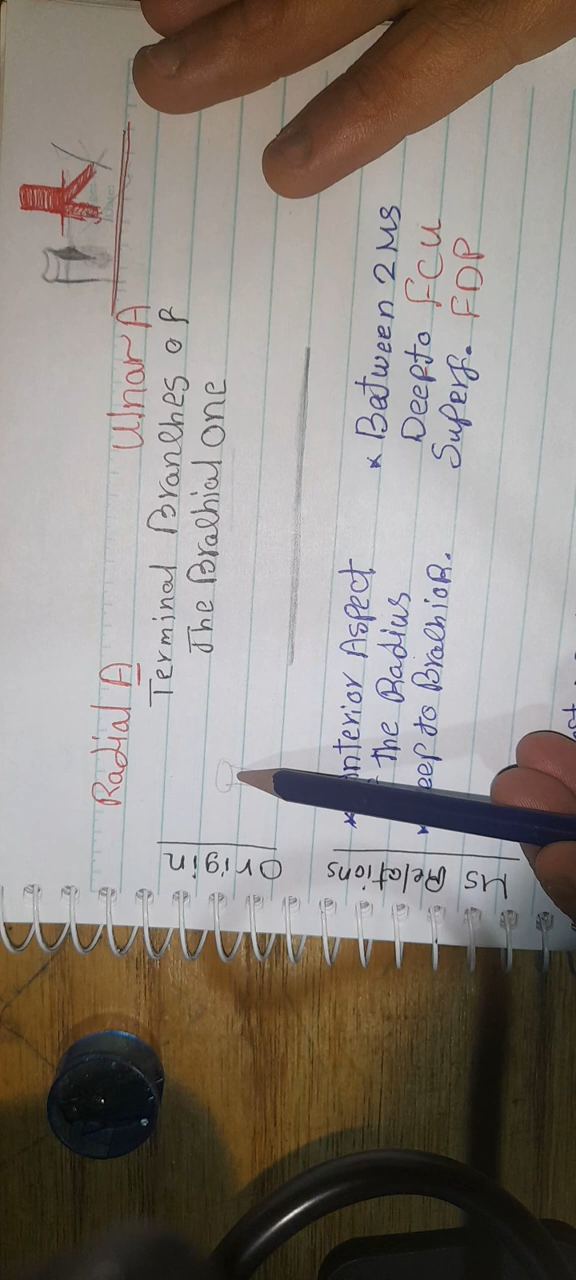 Radial A Ulnar A
Origin
Terminal Branches of
The Brachial One
Ms Relations
Anterior Aspect
the Radius
eep to BrachioR.
* Between 2 Ms
Deep to FCU
Superf. FDP